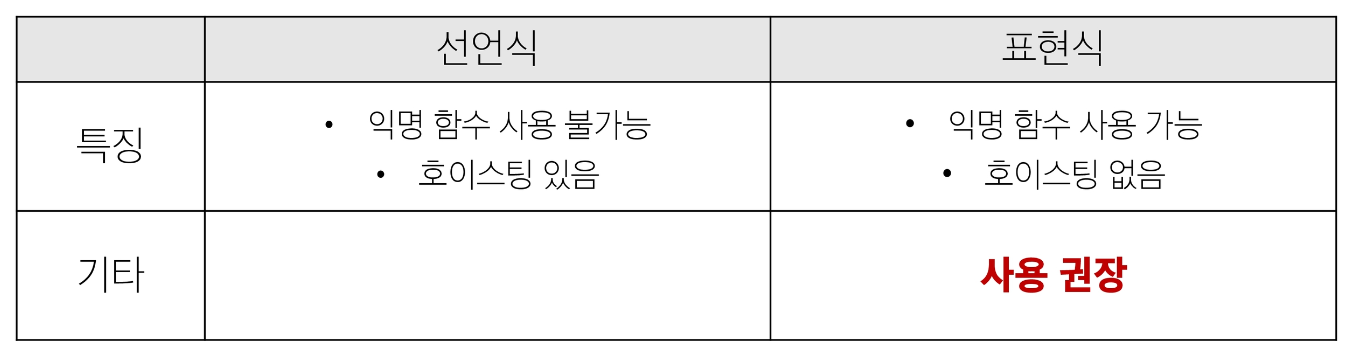 선언식 표현식
특징
• 익명 함수 사용 불가능
• 호이스팅 있음
• 익명 함수 사용 가능
• 호이스팅 없음
기타
사용 권장